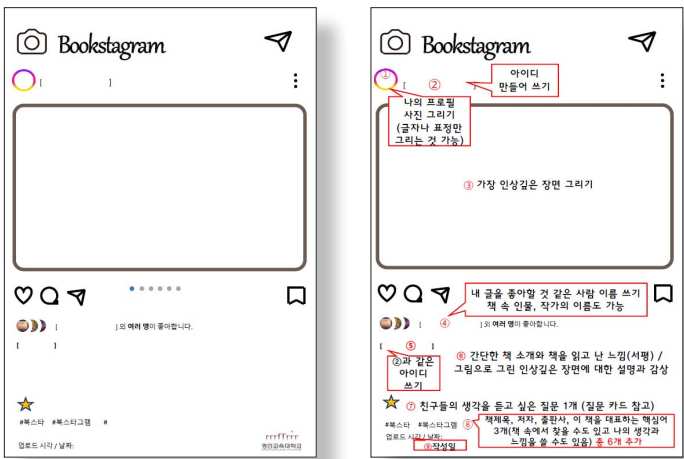 Bookstagram
[ ]
[ ] 외 여러 명이 좋아합니다.
[ ]
#북스타 #북스타그램 #
업로드 시각 / 날짜:
Bookstagram
①
[ ② ]
아이디
만들어 쓰기
나의 프로필
사진 그리기
(글자나 표정만
그리는 것 가능)
③ 가장 인상깊은 장면 그리기
내 글을 좋아할 것 같은 사람 이름 쓰기
책 속 인물, 작가의 이름도 가능
[ ④ ] 외 여러 명이 좋아합니다.
[ ⑤ ]
②과 같은
아이디
쓰기
⑥ 간단한 책 소개와 책을 읽고 난 느낌(서평) /
그림으로 그린 인상깊은 장면에 대한 설명과 감상
⑦ 친구들의 생각을 듣고 싶은 질문 1개 (질문 카드 참고)
#북스타 #북스타그램 # ⑧
책제목, 저자, 출판사, 이 책을 대표하는 핵심어
3개(책 속에서 찾을 수도 있고 나의 생각과
느낌을 쓸 수도 있음) 총 6개 추가
업로드 시각 / 날짜:
⑨작성일